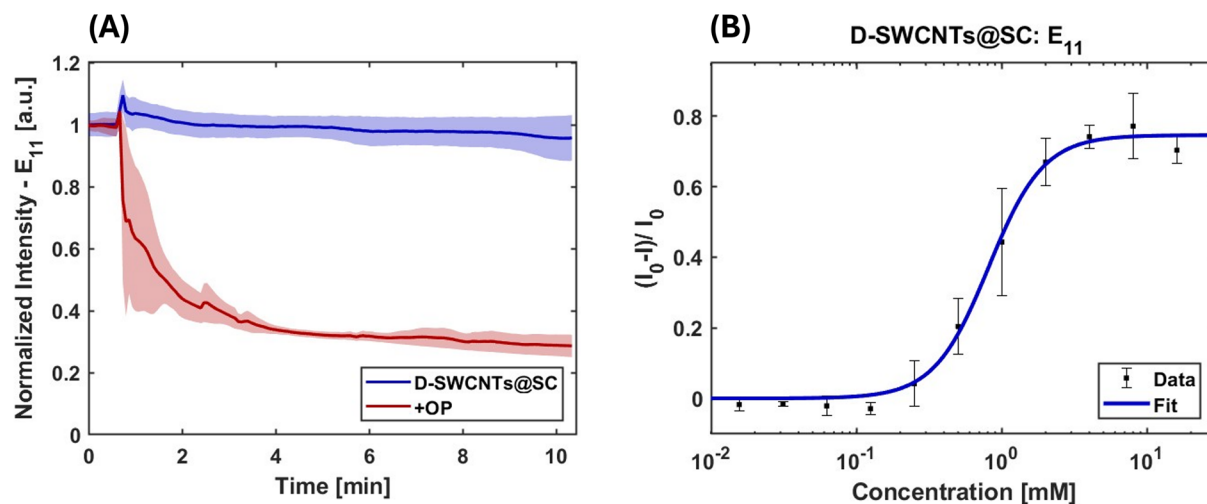 (A)
Normalized Intensity - E11 [a.u.]
1.2
1
0.8
0.6
0.4
0.2
0
0
2
4
6
8
10
Time [min]
D-SWCNTs@SC
+OP
(B)
D-SWCNTs@SC: E11
(I0-I)/ I0
0.8
0.6
0.4
0.2
0
10-2
10-1
100
101
Concentration [mM]
Data
Fit